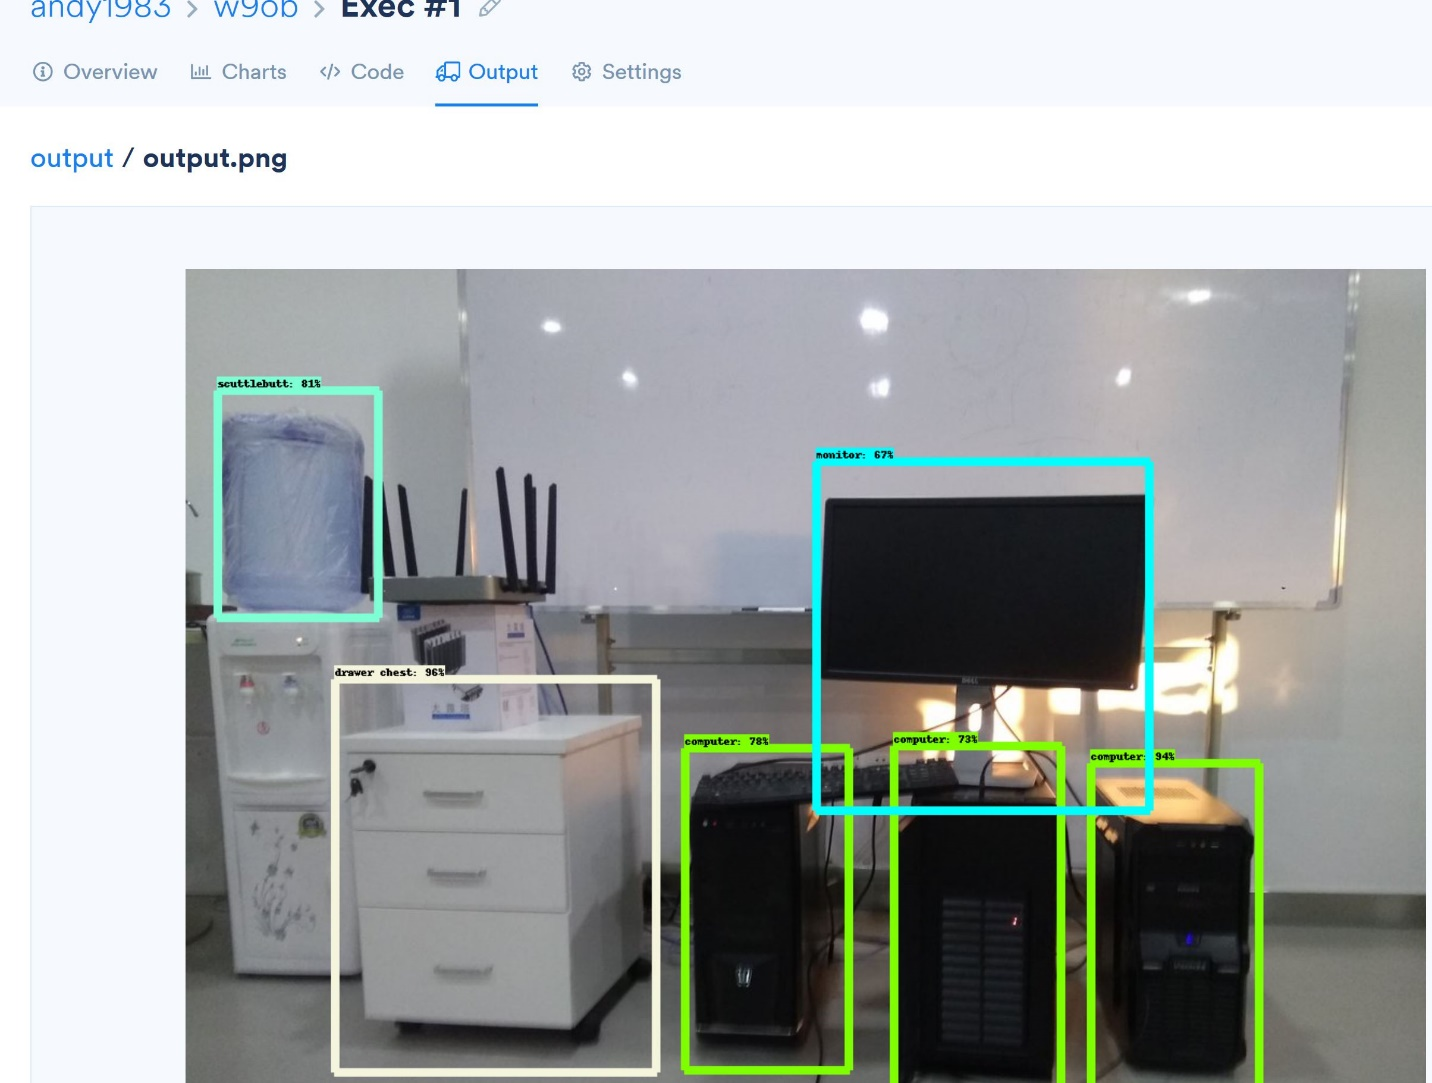 andy1983 > w9ob > Exec #1
Overview Charts </> Code Output Settings
output / output.png
scuttlebutt: 81%
monitor: 67%
drawer chest: 96%
computer: 78%
computer: 73%
computer: 94%
DELL